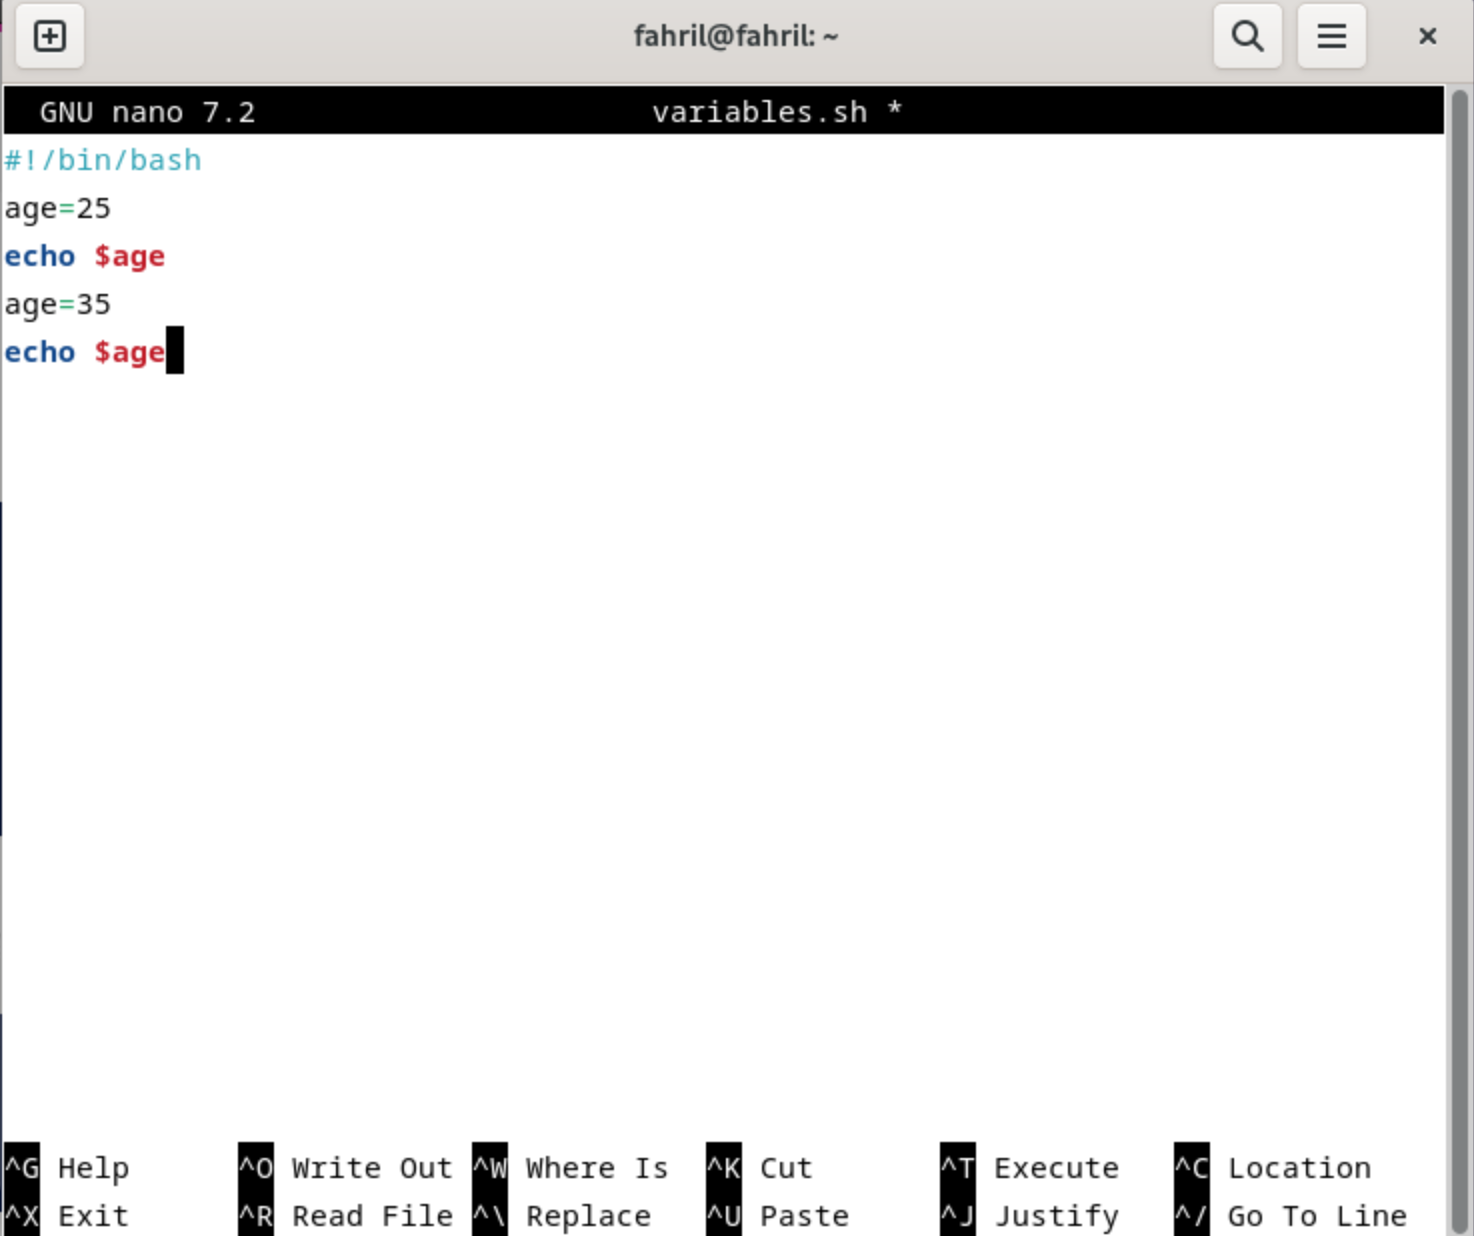 fahril@fahril: ~
GNU nano 7.2 variables.sh *
#!/bin/bash
age=25
echo $age
age=35
echo $age
^G Help ^O Write Out ^W Where Is ^K Cut ^T Execute ^C Location
^X Exit ^R Read File ^\ Replace ^U Paste ^J Justify ^/ Go To Line